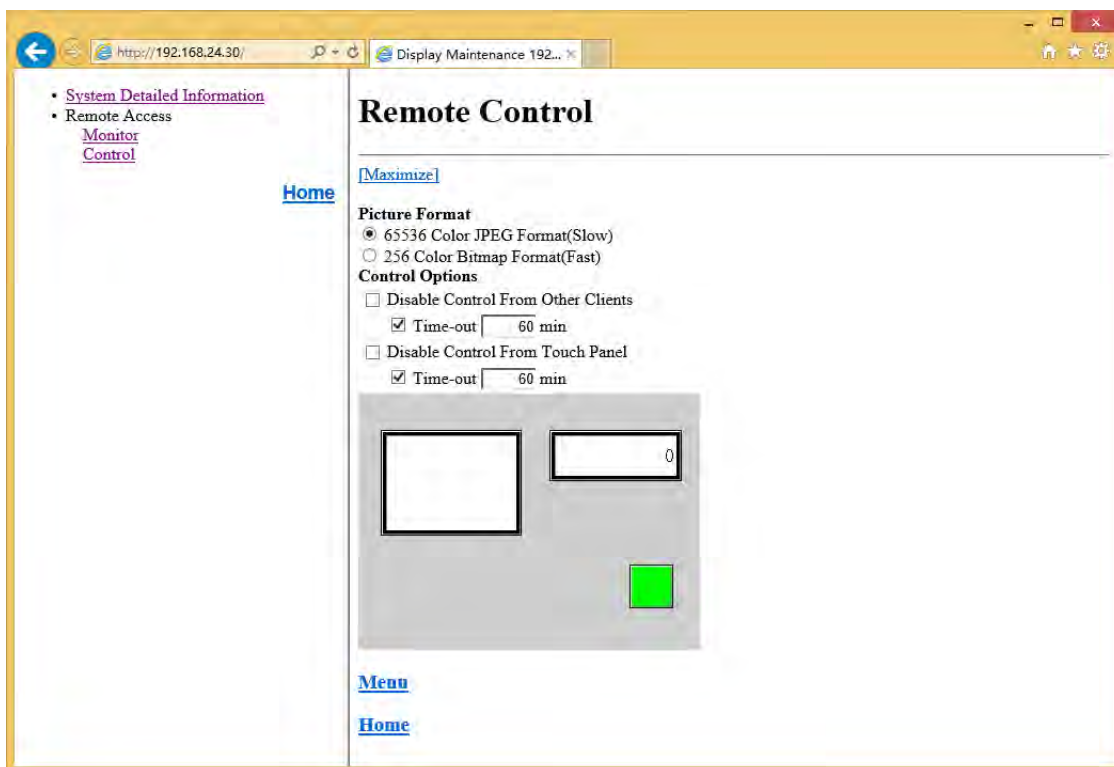 http://192.168.24.30/
Display Maintenance 192...
System Detailed Information
Remote Access
Monitor
Control
Home
Remote Control
[Maximize]
Picture Format
65536 Color JPEG Format(Slow)
256 Color Bitmap Format(Fast)
Control Options
Disable Control From Other Clients
Time-out 60 min
Disable Control From Touch Panel
Time-out 60 min
0
Menu
Home